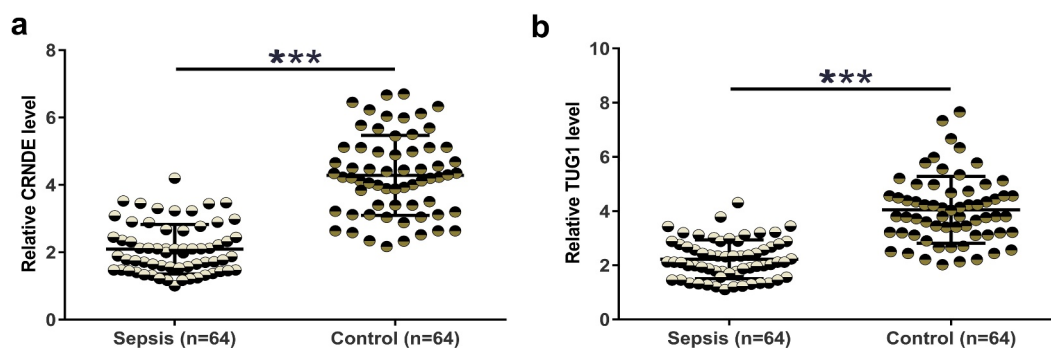 a
b
***
***
8
6
4
2
0
Relative CRNDE level
Sepsis (n=64)
Control (n=64)
10
8
6
4
2
0
Relative TUG1 level
Sepsis (n=64)
Control (n=64)